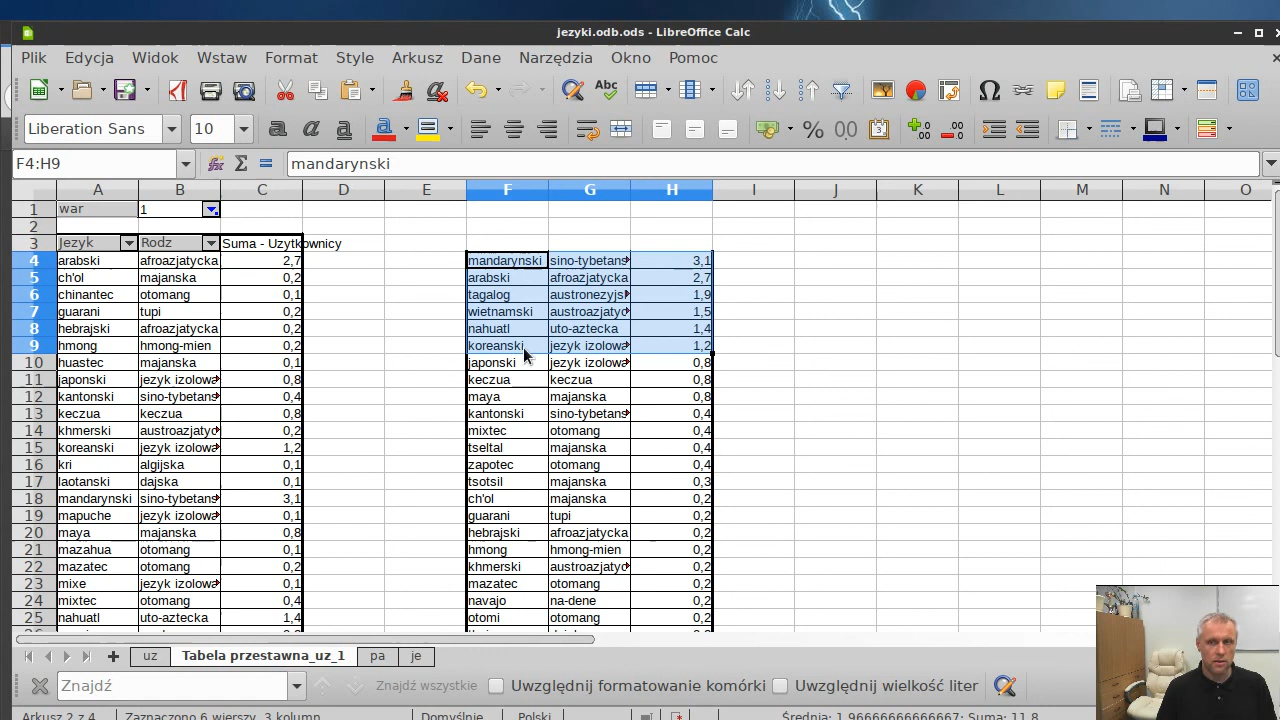 jezyki.odb.ods - LibreOffice Calc
Plik Edycja Widok Wstaw Format Style Arkusz Dane Narzędzia Okno Pomoc
Abc
Liberation Sans 10 a a a a % 00
F4:H9 mandarynski
A B C D E F G H I J K L M N O
1 war 1
2
3 Jezyk Rodz Suma - Uzytkownicy
4 arabski afroazjatycka 2,7 mandarynski sino-tybetans 3,1
5 ch'ol majanska 0,2 arabski afroazjatycka 2,7
6 chinantec otomang 0,1 tagalog austronezyjs 1,9
7 guarani tupi 0,2 wietnamski austroazjatyc 1,5
8 hebrajski afroazjatycka 0,2 nahuatl uto-aztecka 1,4
9 hmong hmong-mien 0,2 koreanski jezyk izolowa 1,2
10 huastec majanska 0,1 japonski jezyk izolowa 0,8
11 japonski jezyk izolowa 0,8 keczua keczua 0,8
12 kantonski sino-tybetans 0,4 maya majanska 0,8
13 keczua keczua 0,8 kantonski sino-tybetans 0,4
14 khmerski austroazjatyc 0,2 mixtec otomang 0,4
15 koreanski jezyk izolowa 1,2 tseltal majanska 0,4
16 kri algijska 0,1 zapotec otomang 0,4
17 laotanski dajska 0,1 tsotsil majanska 0,3
18 mandarynski sino-tybetans 3,1 ch'ol majanska 0,2
19 mapuche jezyk izolowa 0,1 guarani tupi 0,2
20 maya majanska 0,8 hebrajski afroazjatycka 0,2
21 mazahua otomang 0,1 hmong hmong-mien 0,2
22 mazatec otomang 0,2 khmerski austroazjatyc 0,2
23 mixe jezyk izolowa 0,1 mazatec otomang 0,2
24 mixtec otomang 0,4 navajo na-dene 0,2
25 nahuatl uto-aztecka 1,4 otomi otomang 0,2
uz Tabela przestawna_uz_1 pa je
Znajdź Znajdź wszystkie Uwzględnij formatowanie komórki Uwzględnij wielkość liter
Arkusz 2 z 4 Zaznaczono 6 wierszy, 3 kolumn Domyślnie Polski Średnia: 1,96666666666667; Suma: 11,8